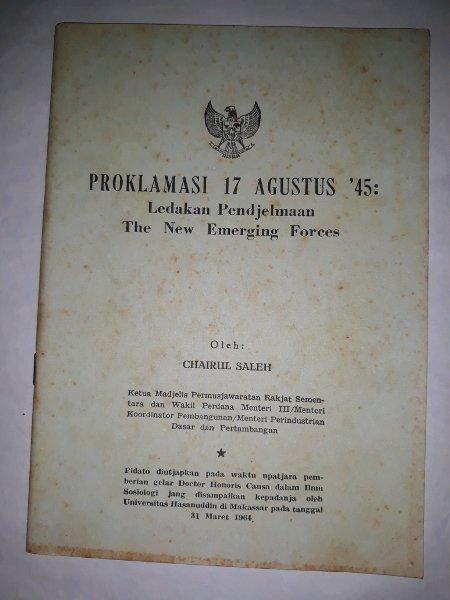 PROKLAMASI 17 AGUSTUS '45:
Ledakan Pendjelmaan
The New Emerging Forces
Oleh:
CHAIRUL SALEH
Ketua Madjelis Permusjawaratan Rakjat Semen-
tara dan Wakil Perdana Menteri III/Menteri
Koordinator Pembangunan/Menteri Perindustrian
Dasar dan Pertambangan
Pidato diutjapkan pada waktu upatjara pem-
berian gelar Doctor Honoris Causa dalam Ilmu
Sosiologi jang disampaikan kepadanja oleh
Universitas Hasanuddin di Makassar pada tanggal
31 Maret 1964.